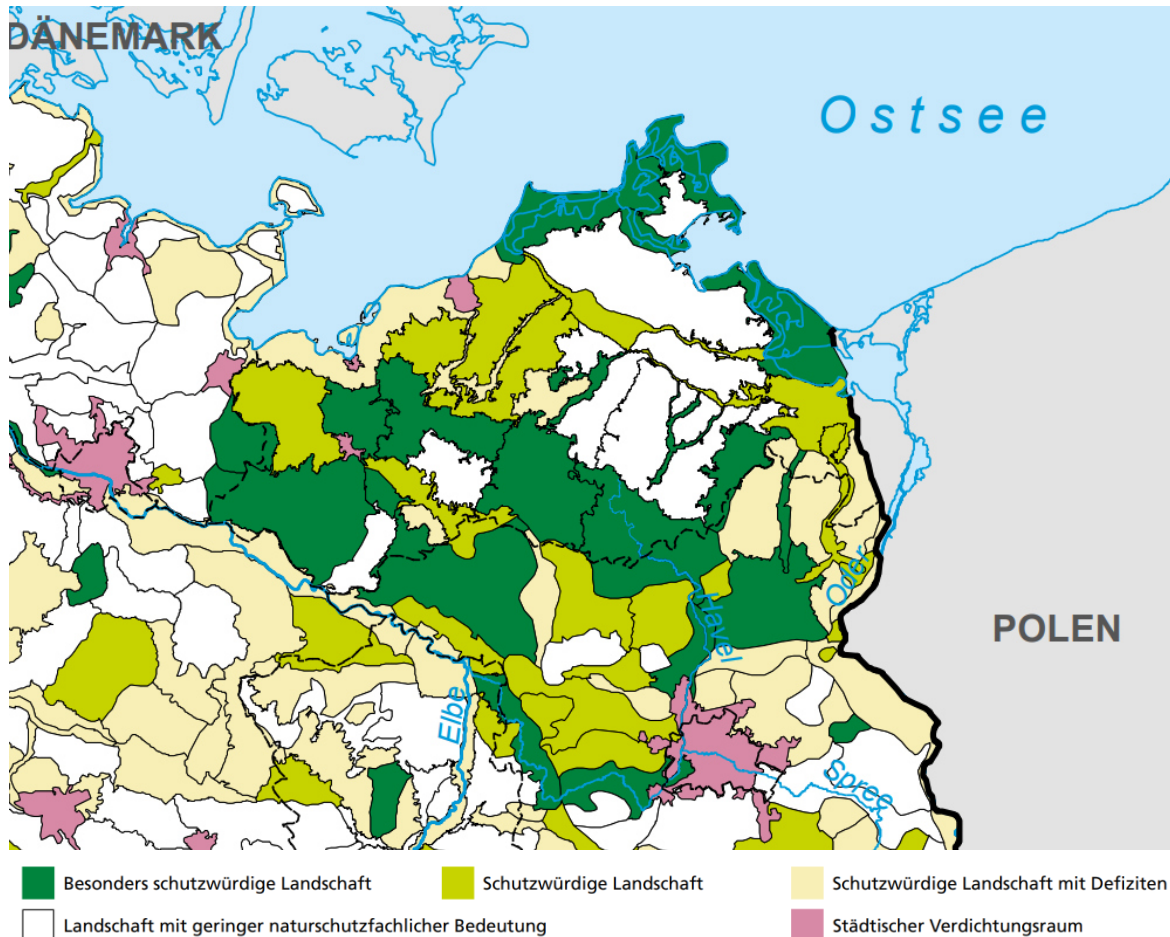 DÄNEMARK
Ostsee
Oder
POLEN
Havel
Elbe
Spree
Besonders schutzwürdige Landschaft
Schutzwürdige Landschaft
Schutzwürdige Landschaft mit Defiziten
Landschaft mit geringer naturschutzfachlicher Bedeutung
Städtischer Verdichtungsraum